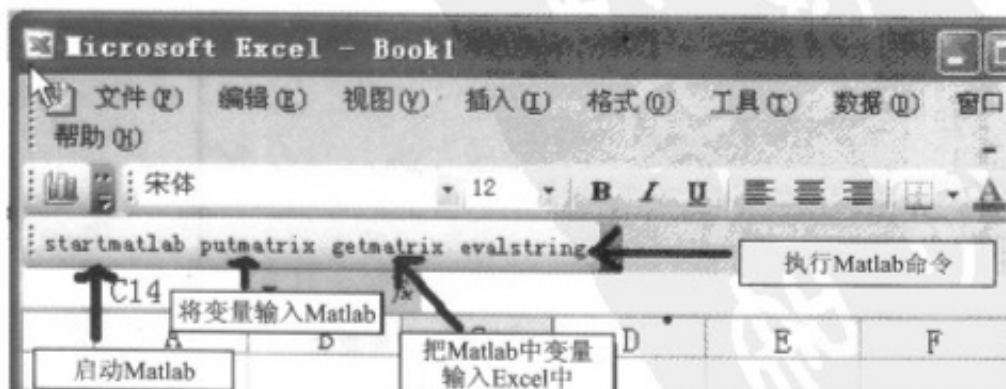 Microsoft Excel - Book1
文件(F) 编辑(E) 视图(V) 插入(I) 格式(O) 工具(T) 数据(D) 窗口
帮助(H)
宋体 12 B I U A
startmatlab putmatrix getmatrix evalstring
执行Matlab命令
C14 fx
将变量输入Matlab
A D E F
启动Matlab
把Matlab中变量
输入Excel中